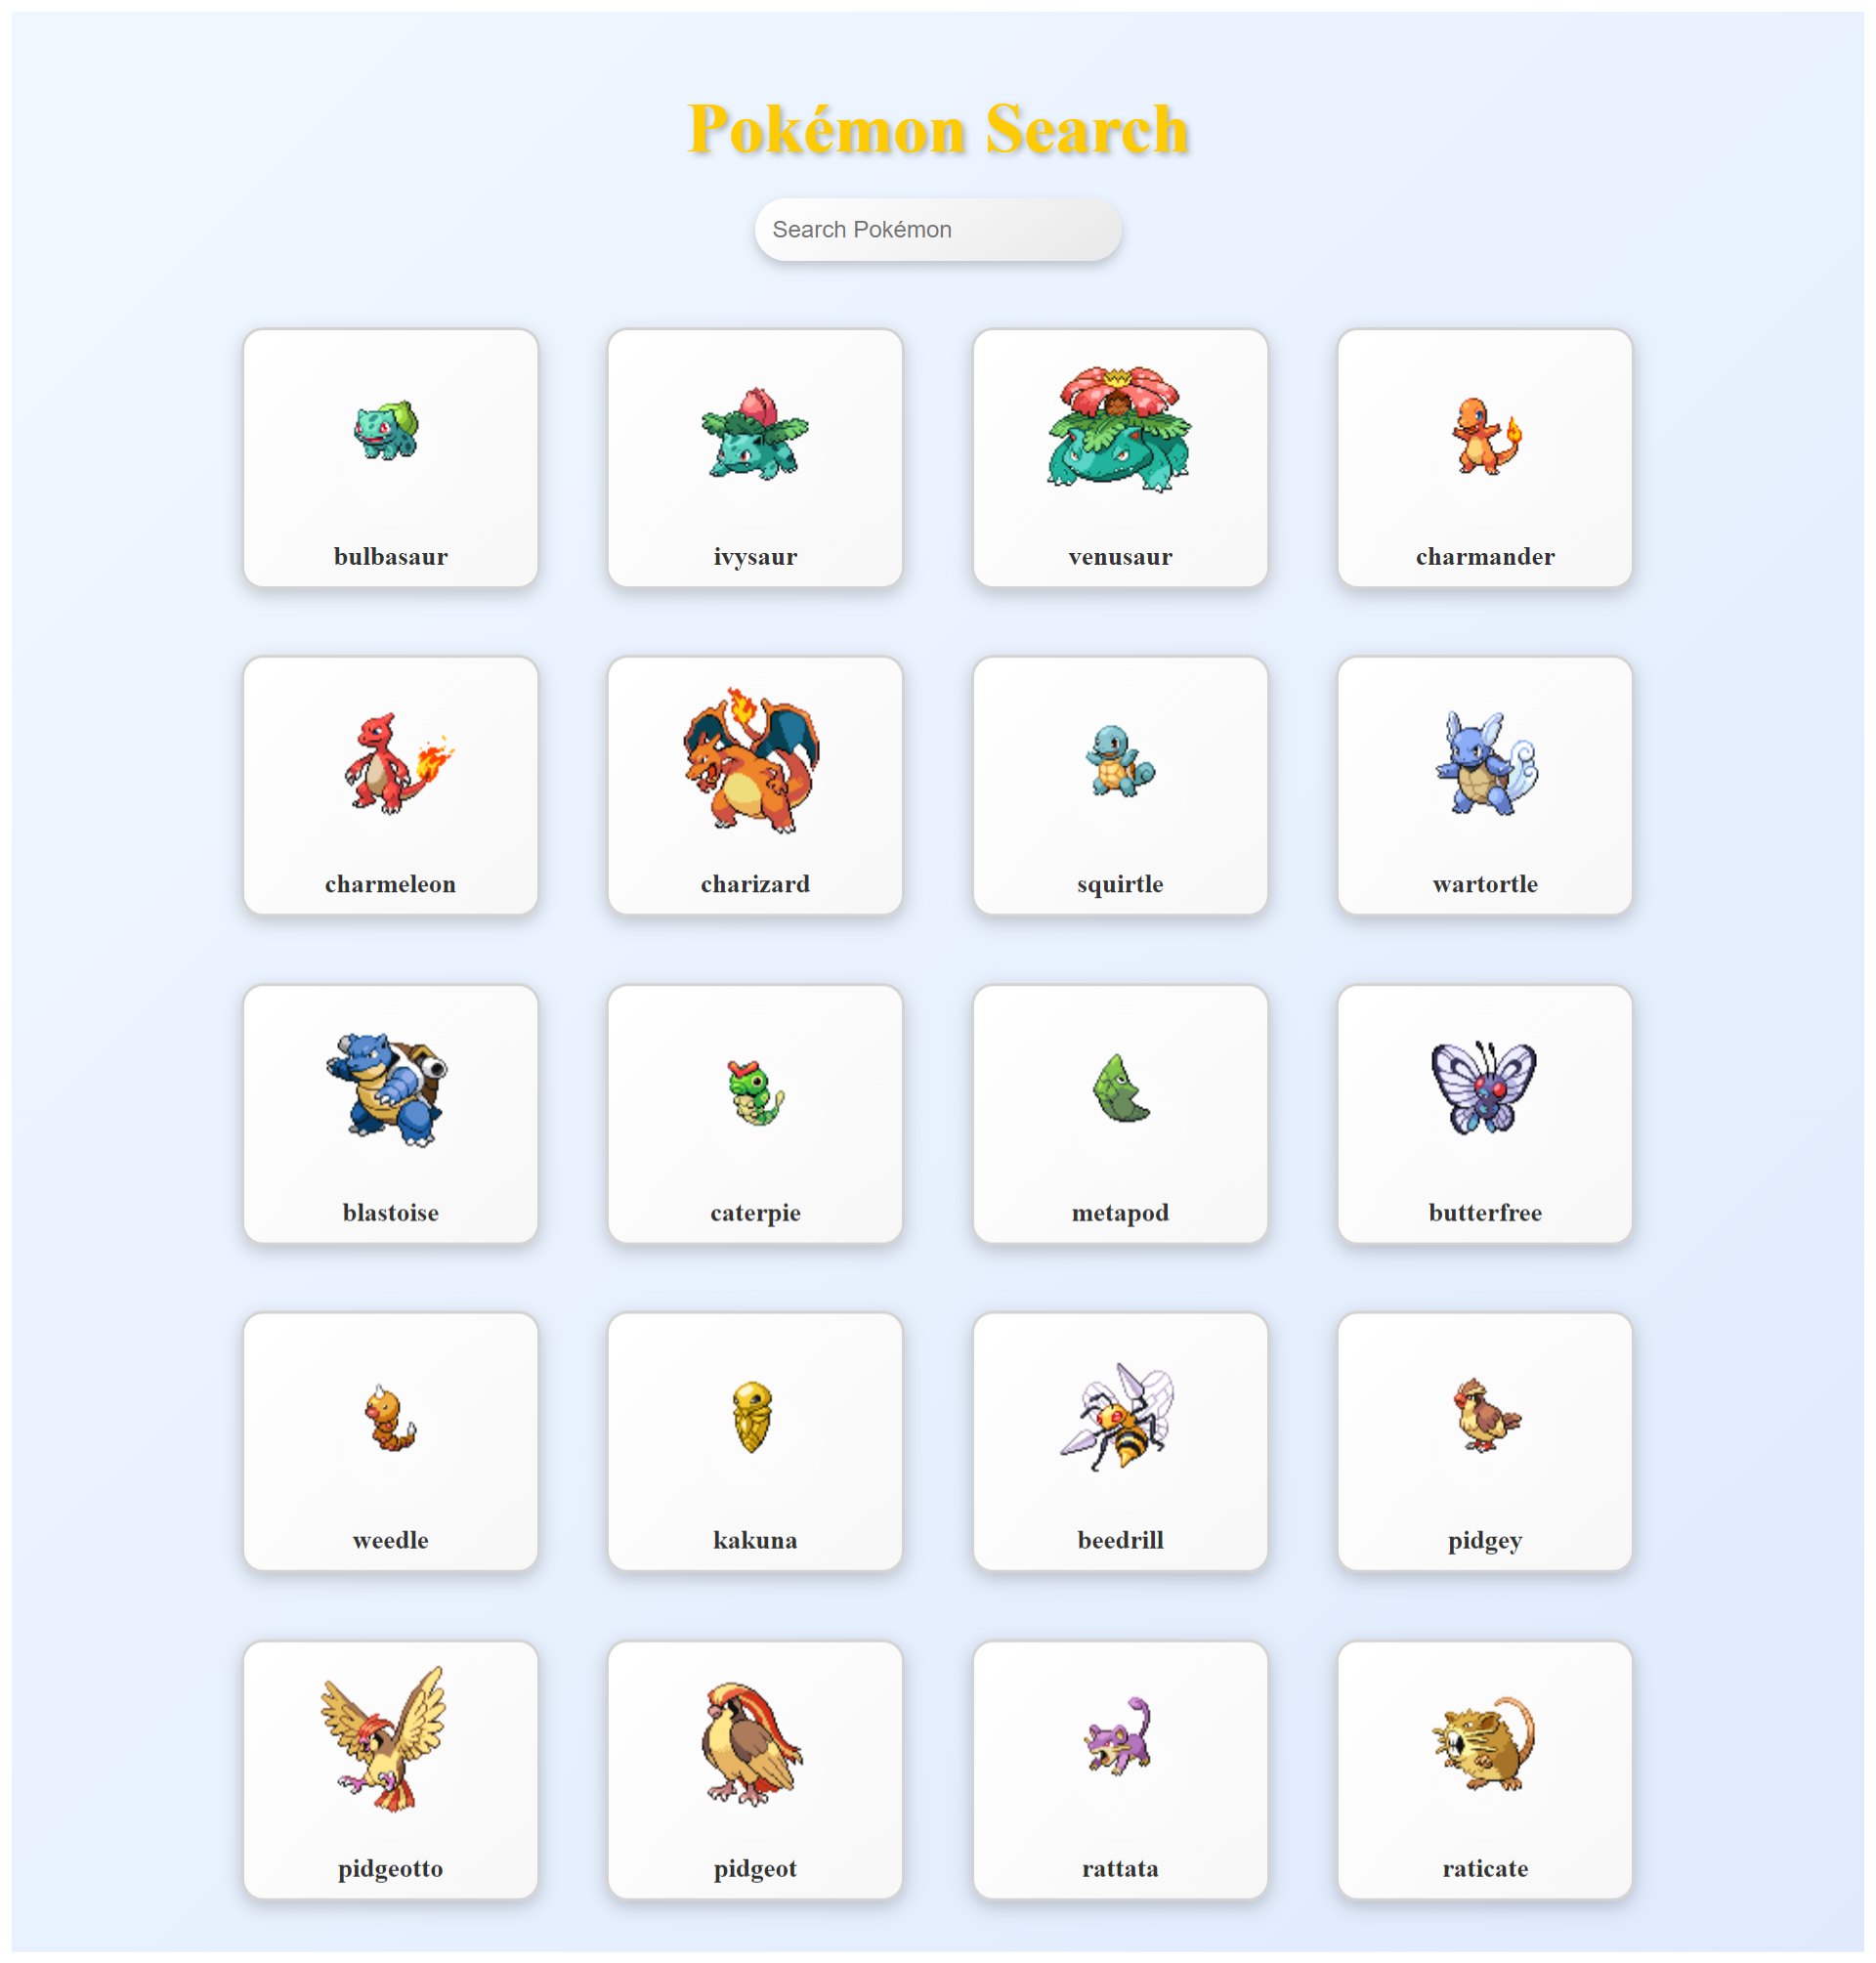 Pokémon Search
Search Pokémon
bulbasaur
ivysaur
venusaur
charmander
charmeleon
charizard
squirtle
wartortle
blastoise
caterpie
metapod
butterfree
weedle
kakuna
beedrill
pidgey
pidgeotto
pidgeot
rattata
raticate